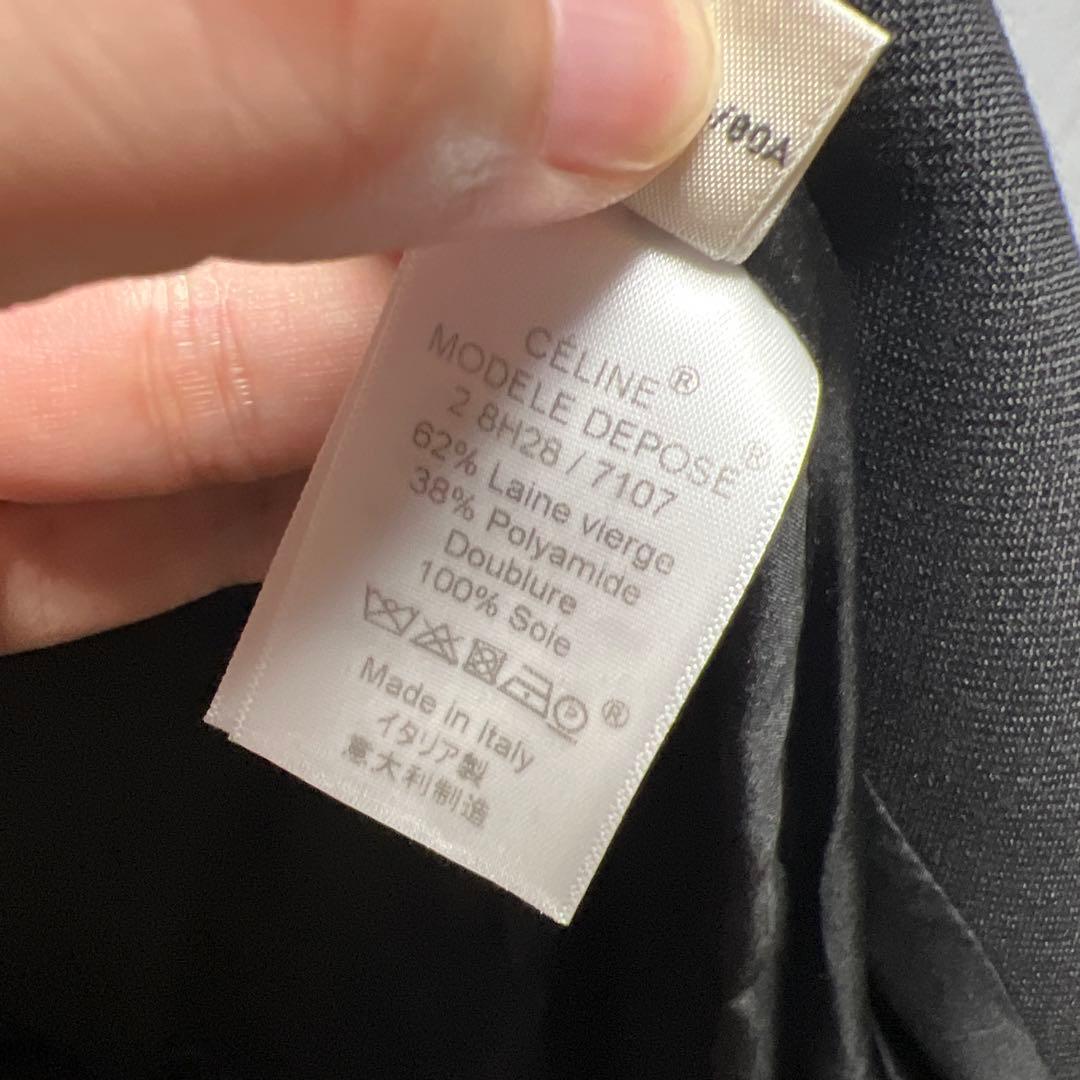 /00A
CÉLINE®
MODELE DEPOSE®
2 8H28 / 7107
62% Laine vierge
38% Polyamide
Doublure
100% Soie
P ®
Made in Italy
イタリア製
意大利制造